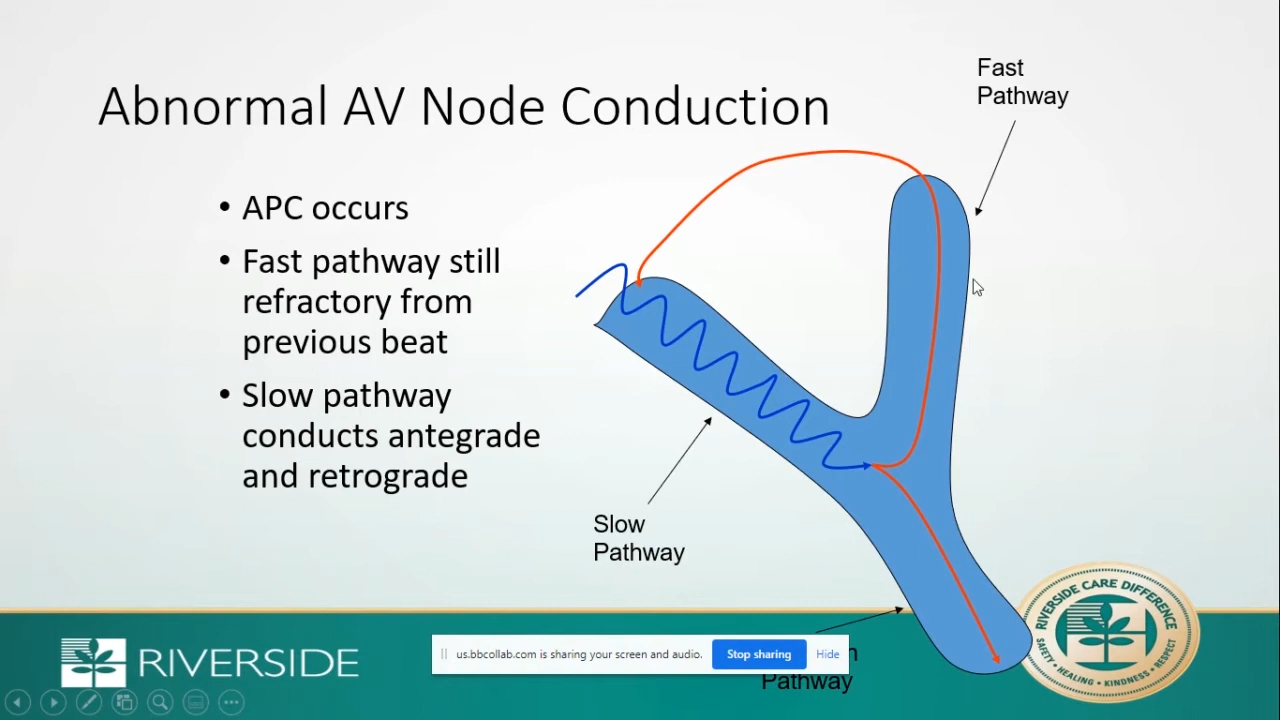 Fast
Pathway
Abnormal AV Node Conduction
• APC occurs
• Fast pathway still
refractory from
previous beat
• Slow pathway
conducts antegrade
and retrograde
Slow
Pathway
RIVERSIDE
us.bbcollab.com is sharing your screen and audio.
Stop sharing
Hide
Pathway
RIVERSIDE CARE DIFFERENCE
SAFETY • HEALING • KINDNESS • RESPECT